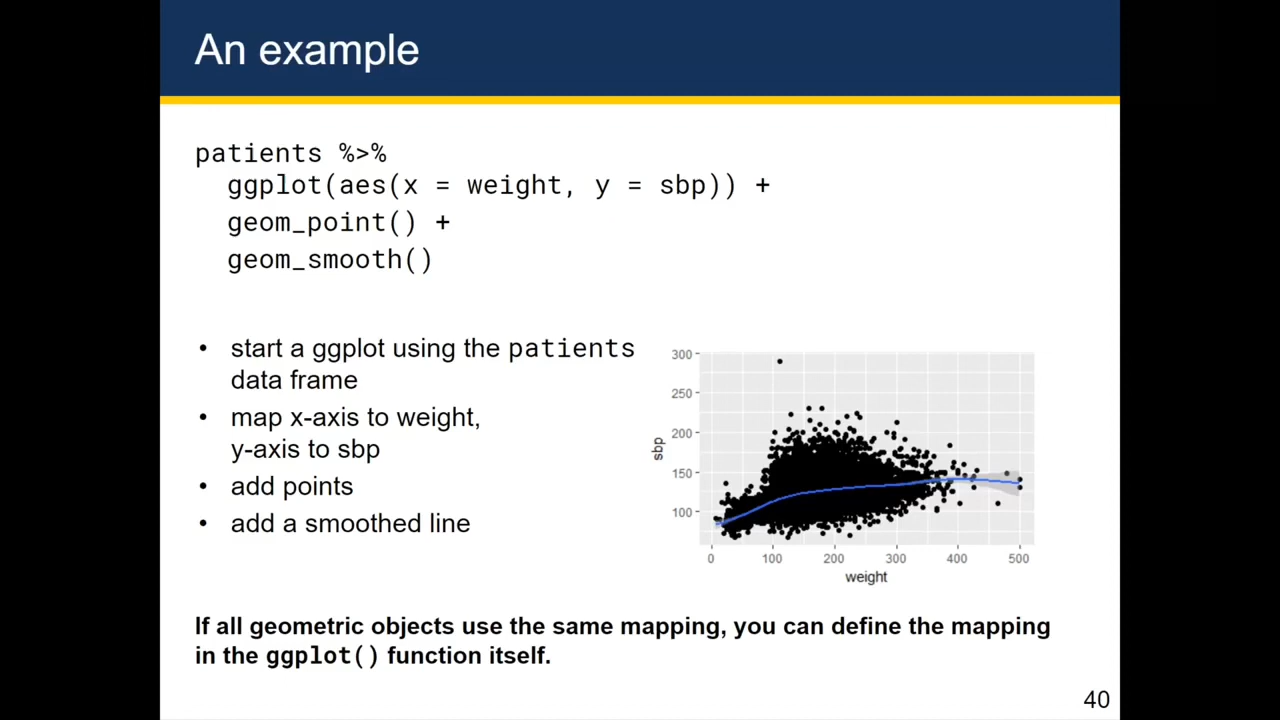 An example
patients %>%
ggplot(aes(x = weight, y = sbp)) +
geom_point() +
geom_smooth()
• start a ggplot using the patients
data frame
• map x-axis to weight,
y-axis to sbp
• add points
• add a smoothed line
300
250
200
150
100
sbp
0 100 200 300 400 500
weight
If all geometric objects use the same mapping, you can define the mapping
in the ggplot() function itself.
40